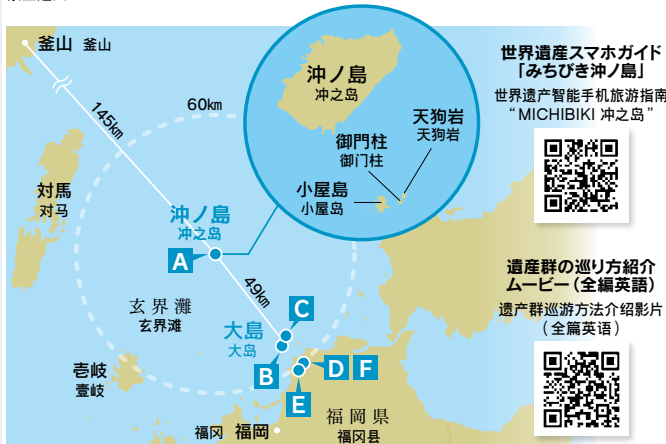 釜山 釜山
145km
60km
沖ノ島
冲之岛
天狗岩
天狗岩
御門柱
御门柱
小屋島
小屋岛
対馬
对马
沖ノ島
冲之岛
A
49km
玄界灘
玄界滩
大島
大岛
C
B
D F
E
壱岐
壹岐
福冈 福岡
福岡県
福冈县
世界遺産スマホガイド
「みちびき沖ノ島」
世界遗产智能手机旅游指南
“MICHIBIKI 冲之岛”
遺産群の巡り方紹介
ムービー(全編英語)
遗产群巡游方法介绍影片
(全篇英语)